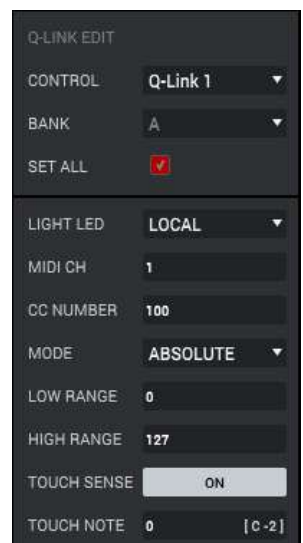 Q-LINK EDIT
CONTROL Q-Link 1
BANK A
SET ALL
LIGHT LED LOCAL
MIDI CH 1
CC NUMBER 100
MODE ABSOLUTE
LOW RANGE 0
HIGH RANGE 127
TOUCH SENSE ON
TOUCH NOTE 0 [ C -2 ]